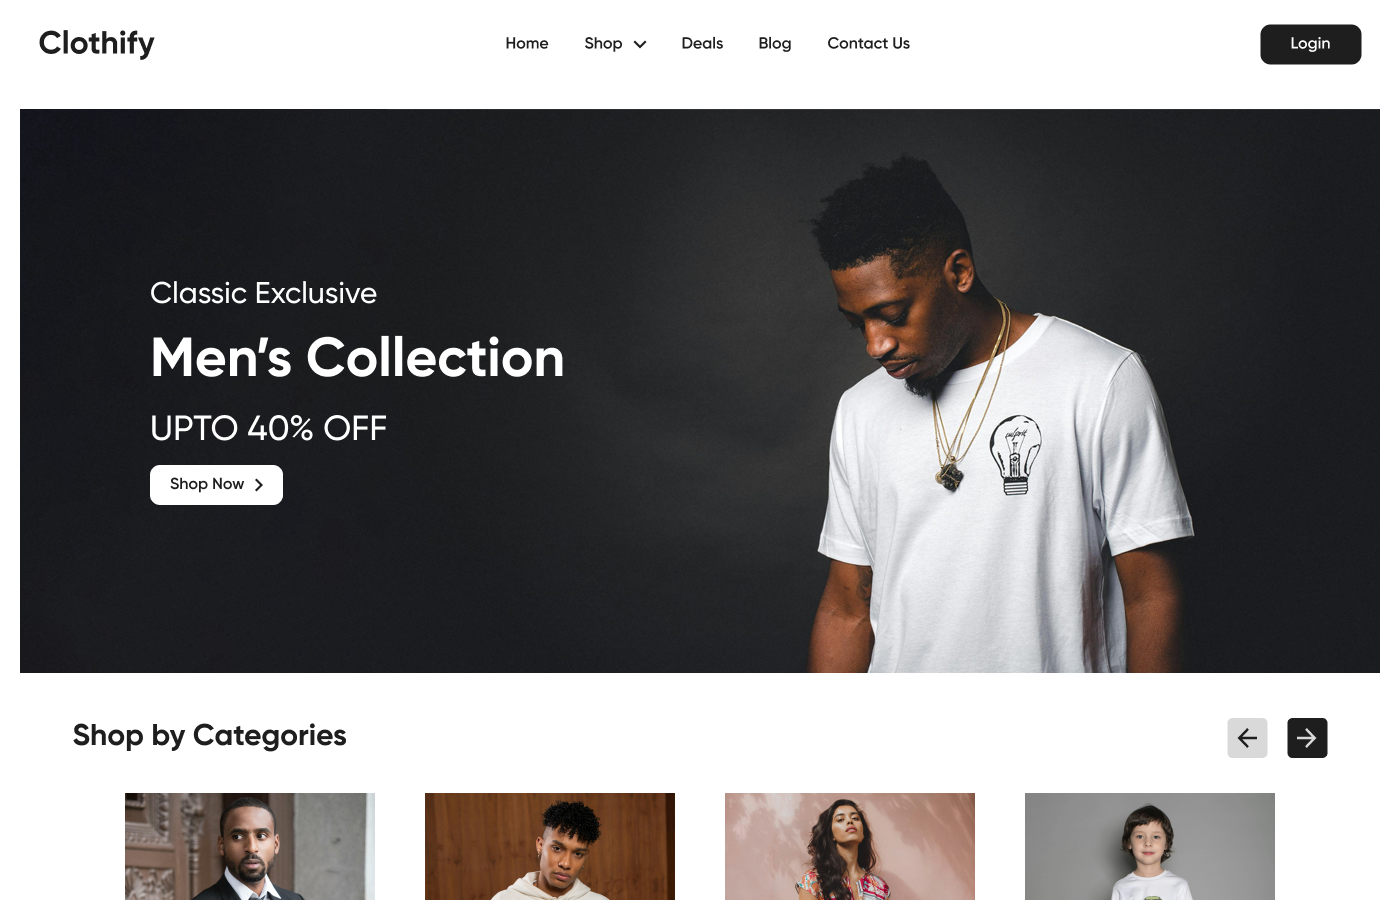 Clothify
Home
Shop
Deals
Blog
Contact Us
Login
Classic Exclusive
Men's Collection
UPTO 40% OFF
Shop Now
Shop by Categories